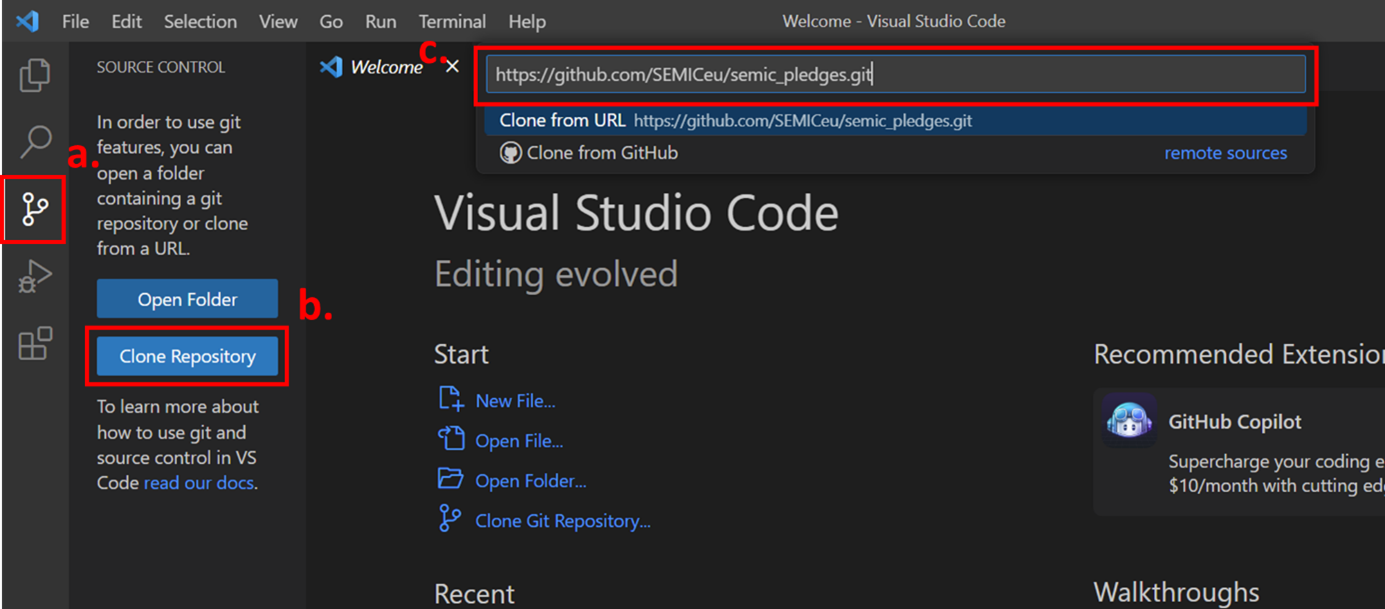 File Edit Selection View Go Run Terminal Help
Welcome - Visual Studio Code
SOURCE CONTROL
Welcome
c.
https://github.com/SEMICeu/semic_pledges.git
Clone from URL https://github.com/SEMICeu/semic_pledges.git
Clone from GitHub
remote sources
a.
In order to use git
features, you can
open a folder
containing a git
repository or clone
from a URL.
Open Folder
b.
Clone Repository
To learn more about
how to use git and
source control in VS
Code read our docs.
Visual Studio Code
Editing evolved
Start
New File...
Open File...
Open Folder...
Clone Git Repository...
Recent
Recommended
GitHub Copilot
Supercharge your coding
$10/month with cutting
Walkthroughs